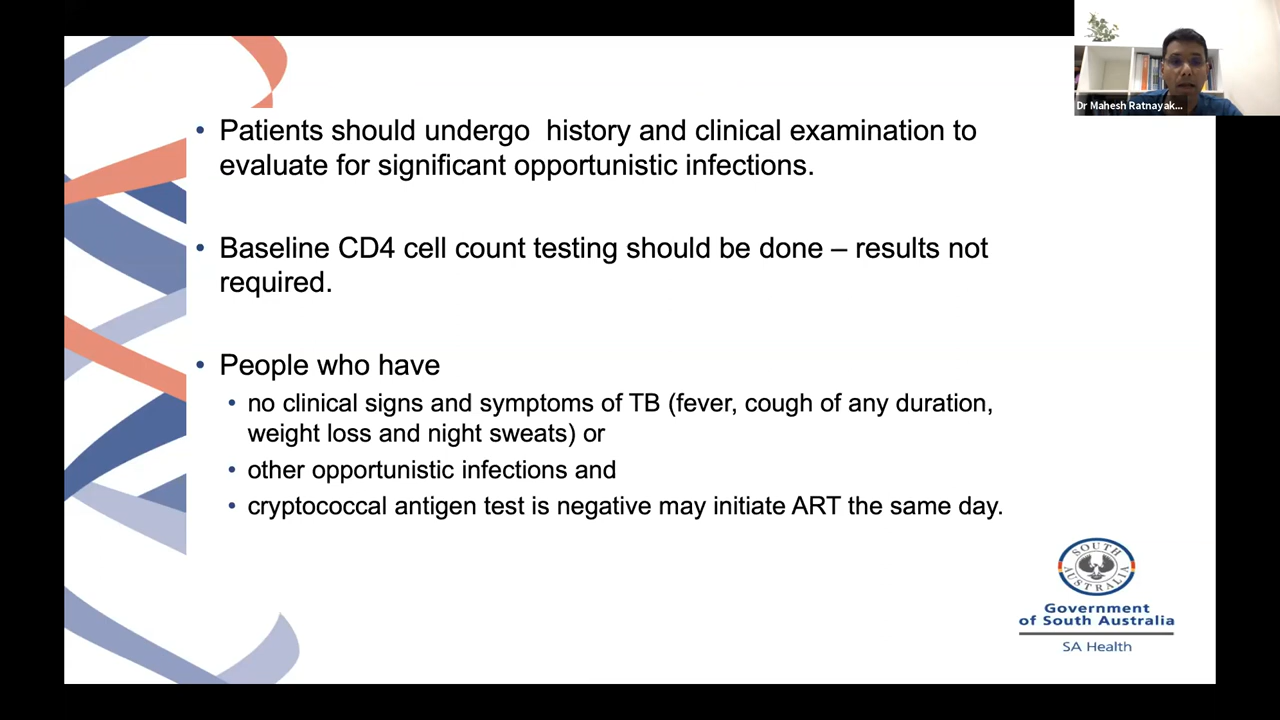 Dr Mahesh Ratnayak...
• Patients should undergo  history and clinical examination to
evaluate for significant opportunistic infections.
• Baseline CD4 cell count testing should be done – results not
required.
• People who have
• no clinical signs and symptoms of TB (fever, cough of any duration,
weight loss and night sweats) or
• other opportunistic infections and
• cryptococcal antigen test is negative may initiate ART the same day.
SOUTH
AUSTRALIA
Government
of South Australia
SA Health